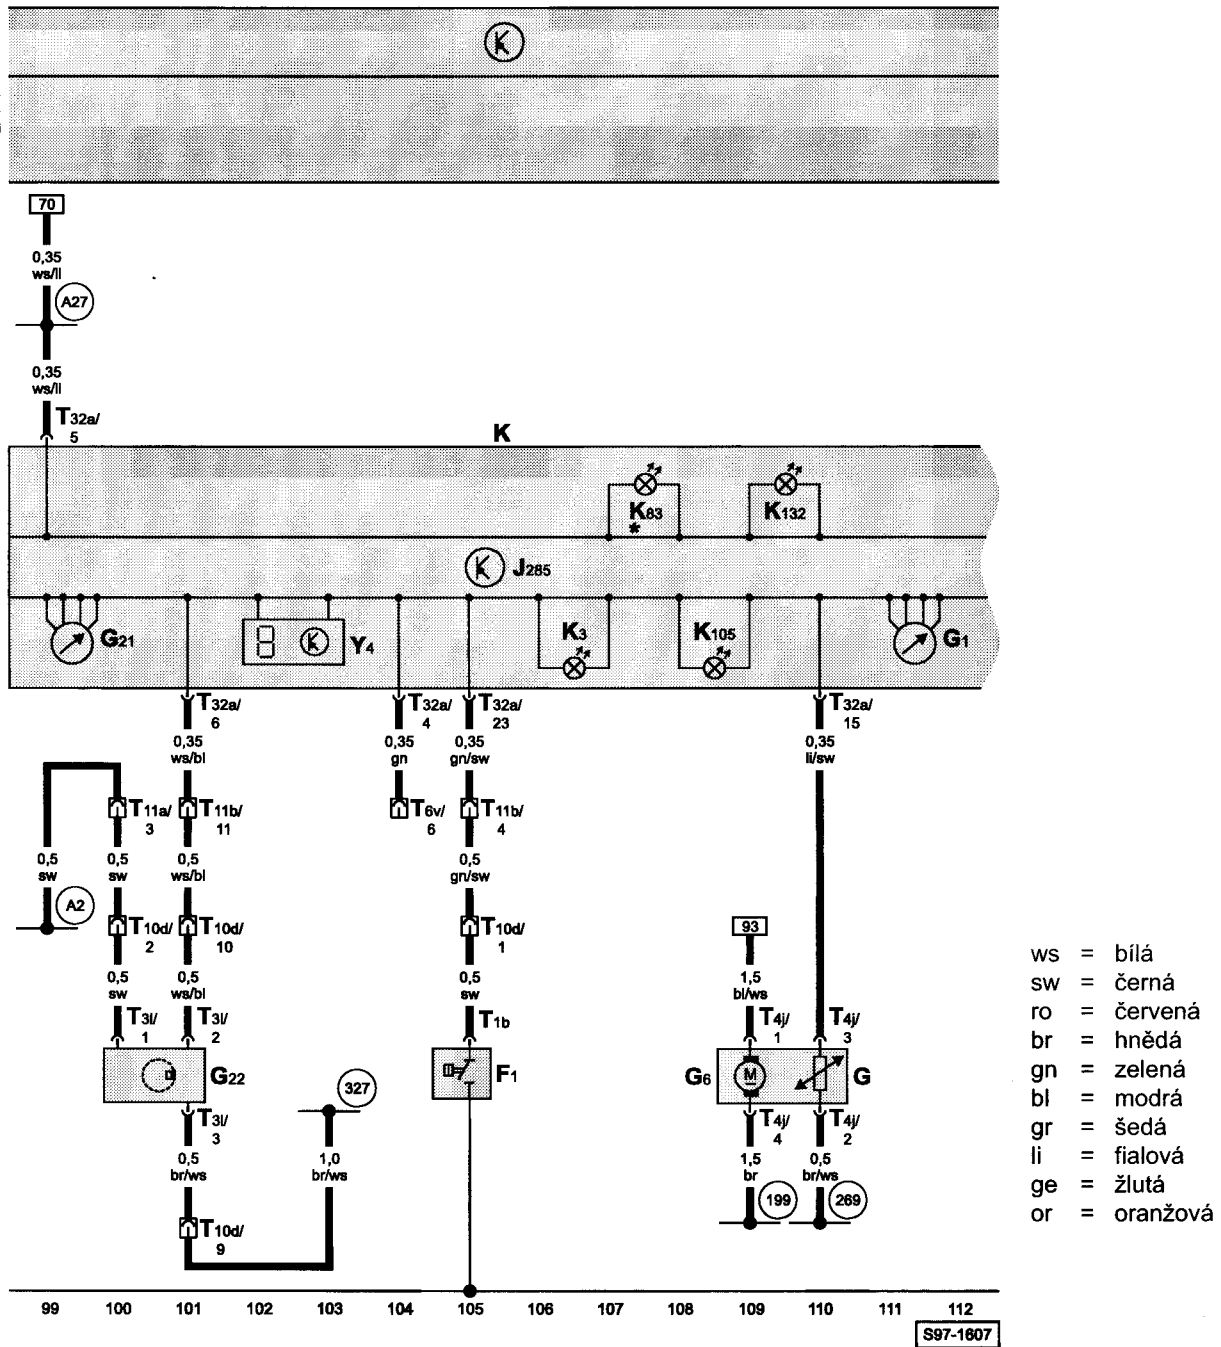 70
0,35
ws/li
A27
0,35
ws/li
T32a/
5
K
K83
*
K132
J285
G21
Y4
K3
K105
G1
T32a/
6
T32a/
4
T32a/
23
T32a/
15
0,35
ws/bl
0,35
gn
0,35
gn/sw
0,35
li/sw
T11a/
3
T11b/
11
T6v/
6
T11b/
4
0,5
sw
0,5
sw
0,5
ws/bl
0,5
gn/sw
A2
T10d/
2
T10d/
10
T10d/
1
93
0,5
sw
0,5
ws/bl
0,5
sw
1,5
bl/ws
T3l/
1
T3l/
2
T1b
T4j/
1
T4j/
3
G22
F1
G6
M
G
327
T3l/
3
T4j/
4
T4j/
2
0,5
br/ws
1,0
br/ws
1,5
br
0,5
br/ws
199
269
T10d/
9
99 100 101 102 103 104 105 106 107 108 109 110 111 112
S97-1607
ws = bílá
sw = černá
ro = červená
br = hnědá
gn = zelená
bl = modrá
gr = šedá
li = fialová
ge = žlutá
or = oranžová